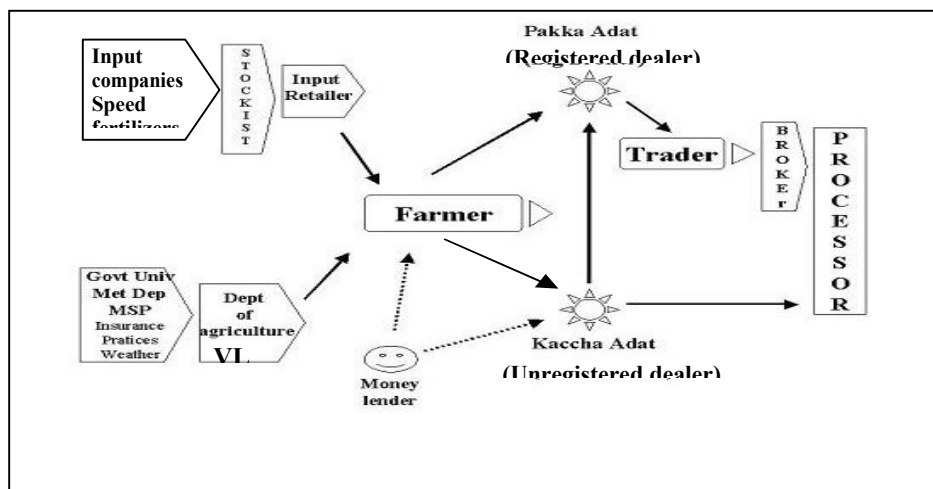 Input
companies
Speed
fertilizers
STOCKIST
Input
Retailer
Pakka Adat
(Registered dealer)
Trader
BROKEr
PROCESSOR
Farmer
Govt Univ
Met Dep
MSP
Insurance
Pratices
Weather
Dept
of
agriculture
VL
Money
lender
Kaccha Adat
(Unregistered dealer)